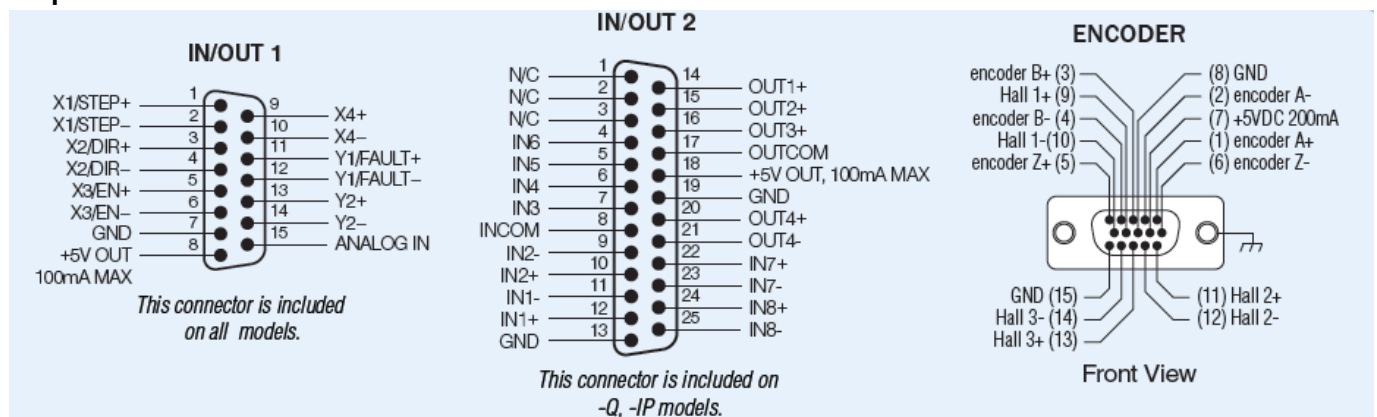 IN/OUT 1
1
2
3
4
5
6
7
8
X1/STEP+
X1/STEP–
X2/DIR+
X2/DIR–
X3/EN+
X3/EN–
GND
+5V OUT
100mA MAX
9
10
11
12
13
14
15
X4+
X4–
Y1/FAULT+
Y1/FAULT–
Y2+
Y2–
ANALOG IN
This connector is included
on all models.
IN/OUT 2
1
2
3
4
5
6
7
8
9
10
11
12
13
N/C
N/C
N/C
IN6
IN5
IN4
IN3
INCOM
IN2-
IN2+
IN1-
IN1+
GND
14
15
16
17
18
19
20
21
22
23
24
25
OUT1+
OUT2+
OUT3+
OUTCOM
+5V OUT, 100mA MAX
GND
OUT4+
OUT4-
IN7+
IN7-
IN8+
IN8-
This connector is included on
-Q, -IP models.
ENCODER
encoder B+ (3)
Hall 1+ (9)
encoder B- (4)
Hall 1-(10)
encoder Z+ (5)
(8) GND
(2) encoder A-
(7) +5VDC 200mA
(1) encoder A+
(6) encoder Z-
GND (15)
Hall 3- (14)
Hall 3+ (13)
(11) Hall 2+
(12) Hall 2-
Front View